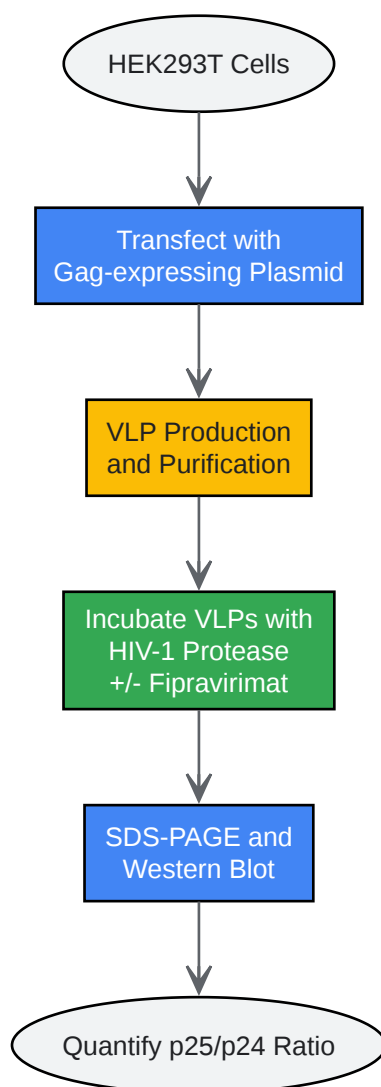 HEK293T Cells
Transfect with
Gag-expressing Plasmid
VLP Production
and Purification
Incubate VLPs with
HIV-1 Protease
+/- Fipravirimat
SDS-PAGE and
Western Blot
Quantify p25/p24 Ratio